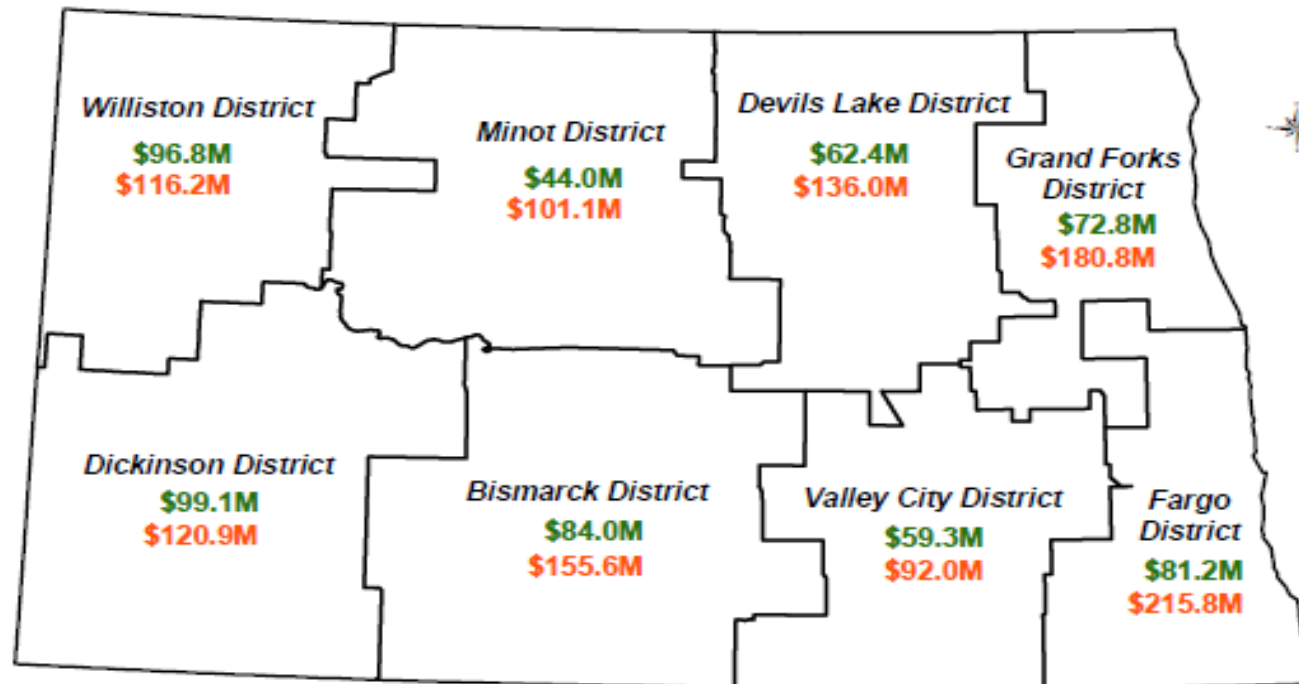 Williston District
$96.8M
$116.2M
Minot District
$44.0M
$101.1M
Devils Lake District
$62.4M
$136.0M
Grand Forks
District
$72.8M
$180.8M
Dickinson District
$99.1M
$120.9M
Bismarck District
$84.0M
$155.6M
Valley City District
$59.3M
$92.0M
Fargo
District
$81.2M
$215.8M